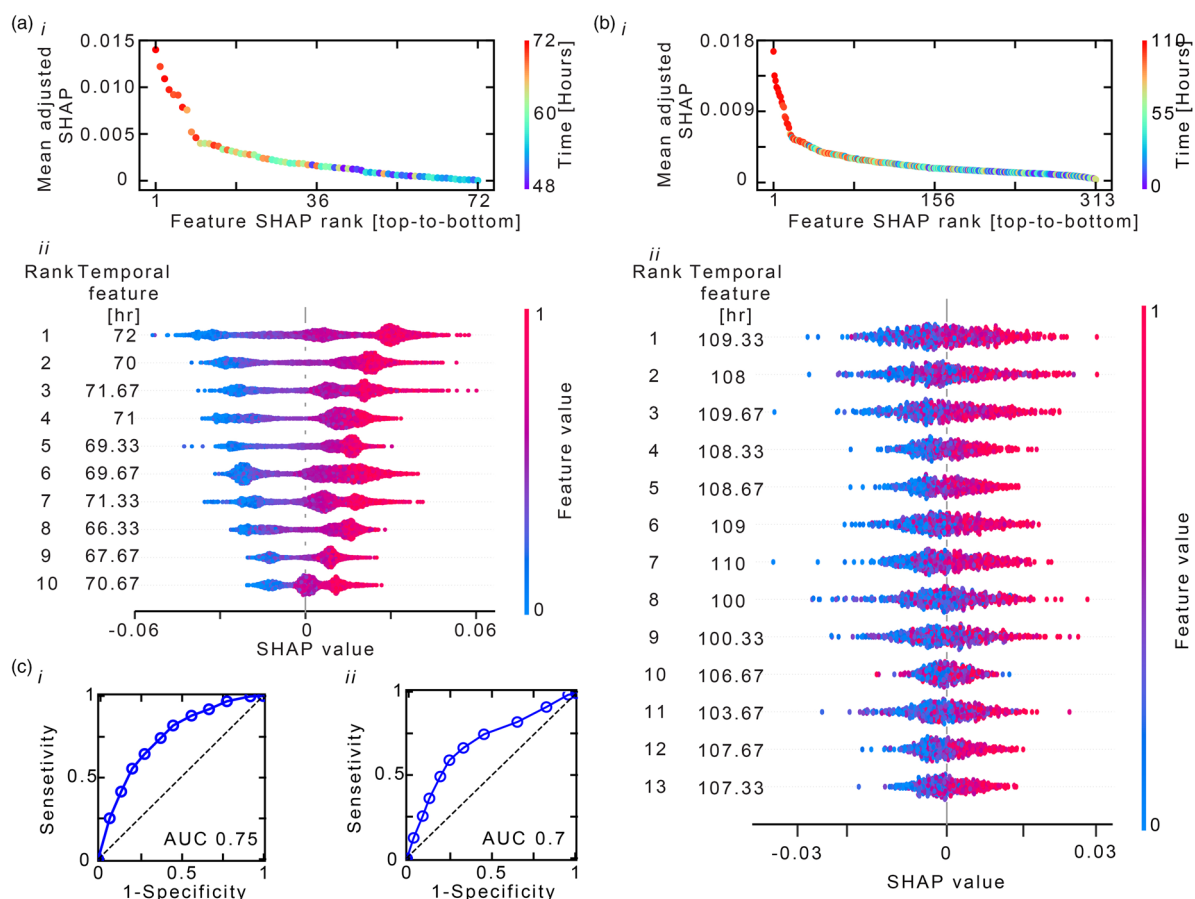 (a) i
Mean adjusted
SHAP
0.015
0.010
0.005
0
1 36 72
Feature SHAP rank [top-to-bottom]
72
60
48
Time [Hours]
(b) i
Mean adjusted
SHAP
0.018
0.009
0
1 156 313
Feature SHAP rank [top-to-bottom]
110
55
0
Time [Hours]
ii
Rank Temporal
feature
[hr]
1 72
2 70
3 71.67
4 71
5 69.33
6 69.67
7 71.33
8 66.33
9 67.67
10 70.67
-0.06 0 0.06
SHAP value
1
0
Feature value
ii
Rank Temporal
feature
[hr]
1 109.33
2 108
3 109.67
4 108.33
5 108.67
6 109
7 110
8 100
9 100.33
10 106.67
11 103.67
12 107.67
13 107.33
-0.03 0 0.03
SHAP value
1
0
Feature value
(c) i
Sensetivity
1
0.5
0
0 0.5 1
AUC 0.75
1-Specificity
ii
Sensetivity
1
0.5
0
0 0.5 1
AUC 0.7
1-Specificity